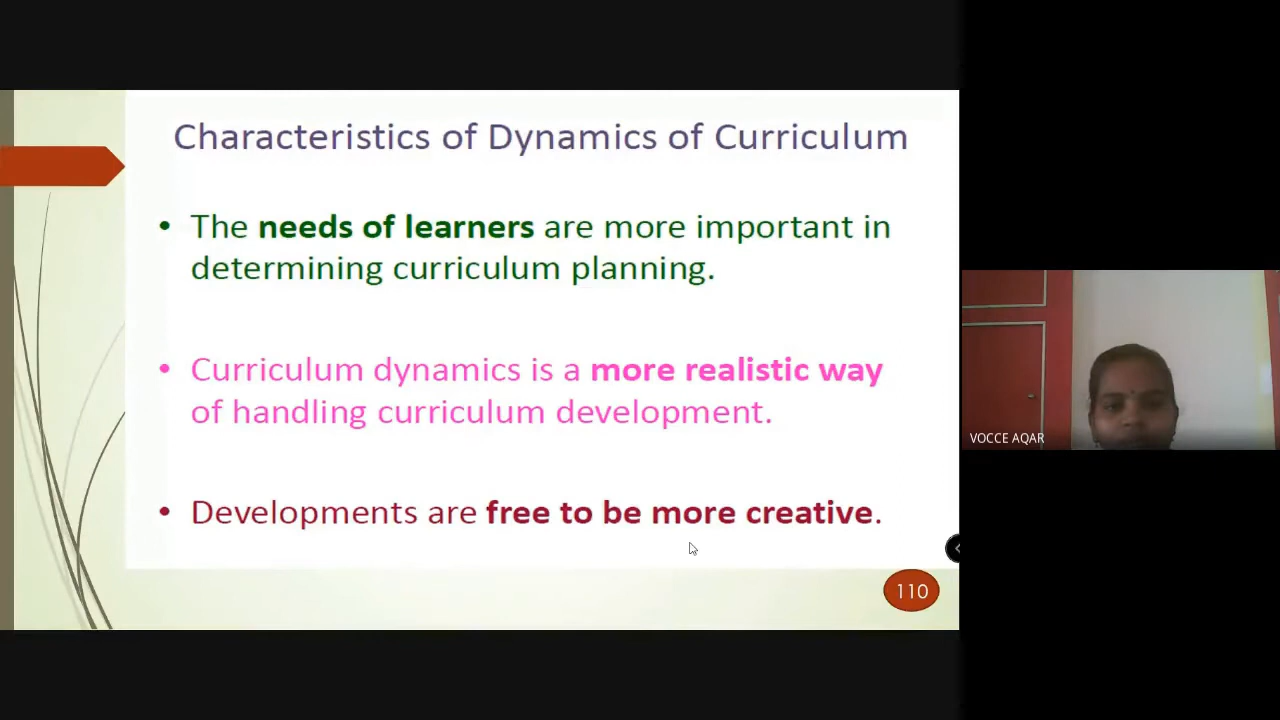 Characteristics of Dynamics of Curriculum
• The needs of learners are more important in
determining curriculum planning.
• Curriculum dynamics is a more realistic way
of handling curriculum development.
• Developments are free to be more creative.
110
VOCCE AQAR